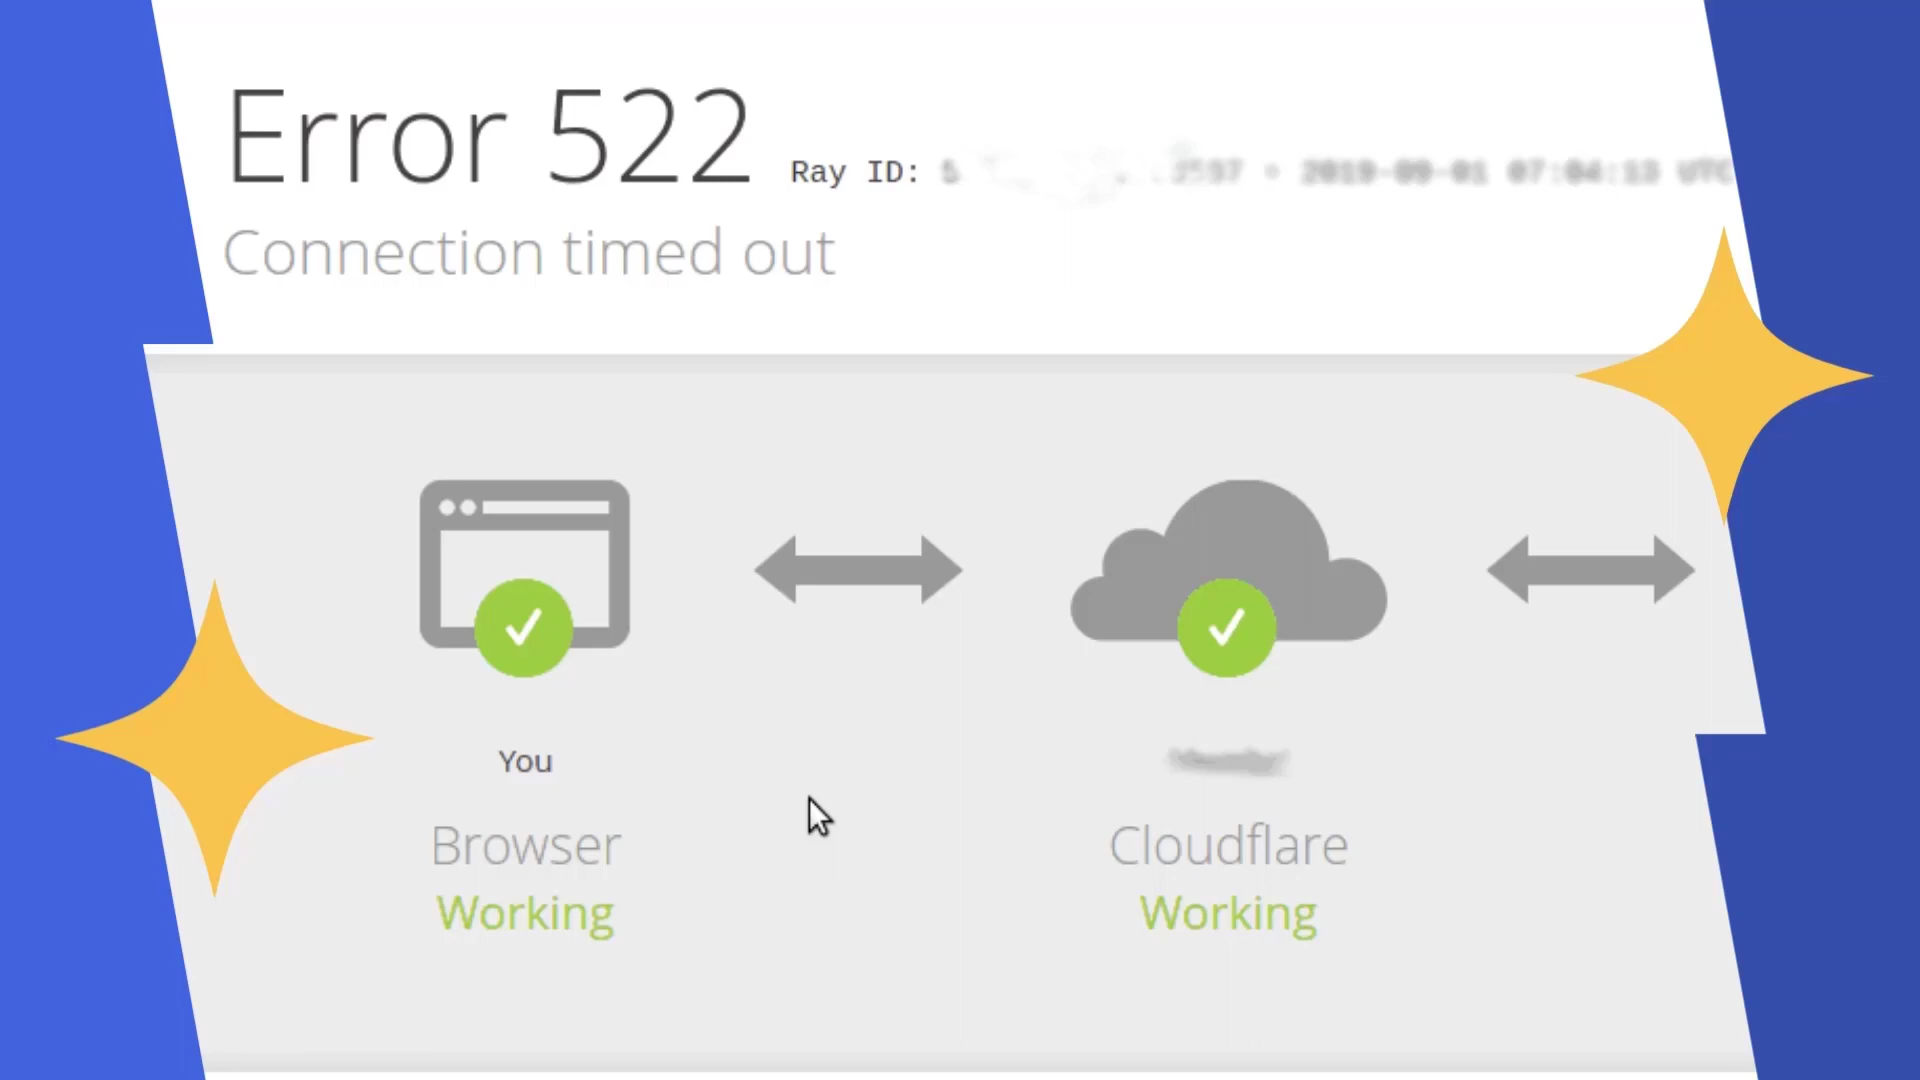 Error 522 Ray ID:
Connection timed out
You
Browser
Cloudflare
Working
Working